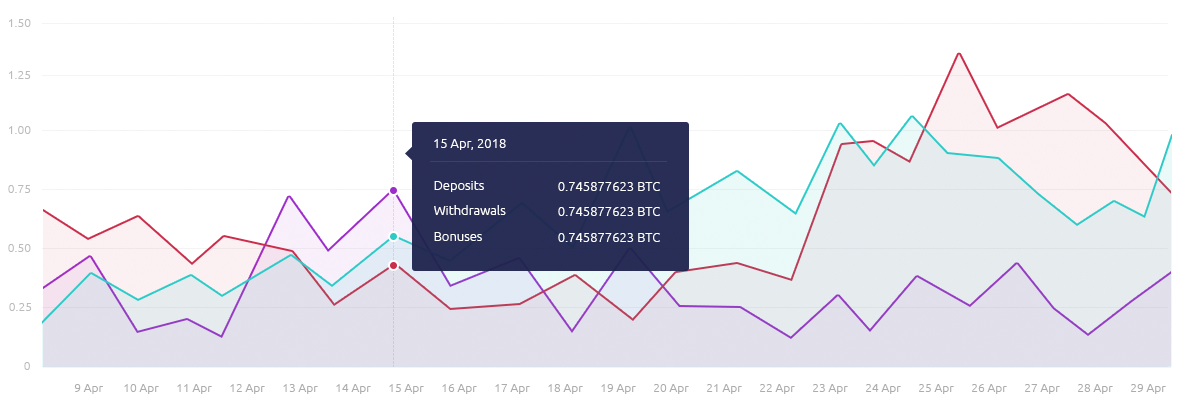 1.50
1.25
1.00
0.75
0.50
0.25
0
15 Apr, 2018
Deposits 0.745877623 BTC
Withdrawals 0.745877623 BTC
Bonuses 0.745877623 BTC
9 Apr 10 Apr 11 Apr 12 Apr 13 Apr 14 Apr 15 Apr 16 Apr 17 Apr 18 Apr 19 Apr 20 Apr 21 Apr 22 Apr 23 Apr 24 Apr 25 Apr 26 Apr 27 Apr 28 Apr 29 Apr